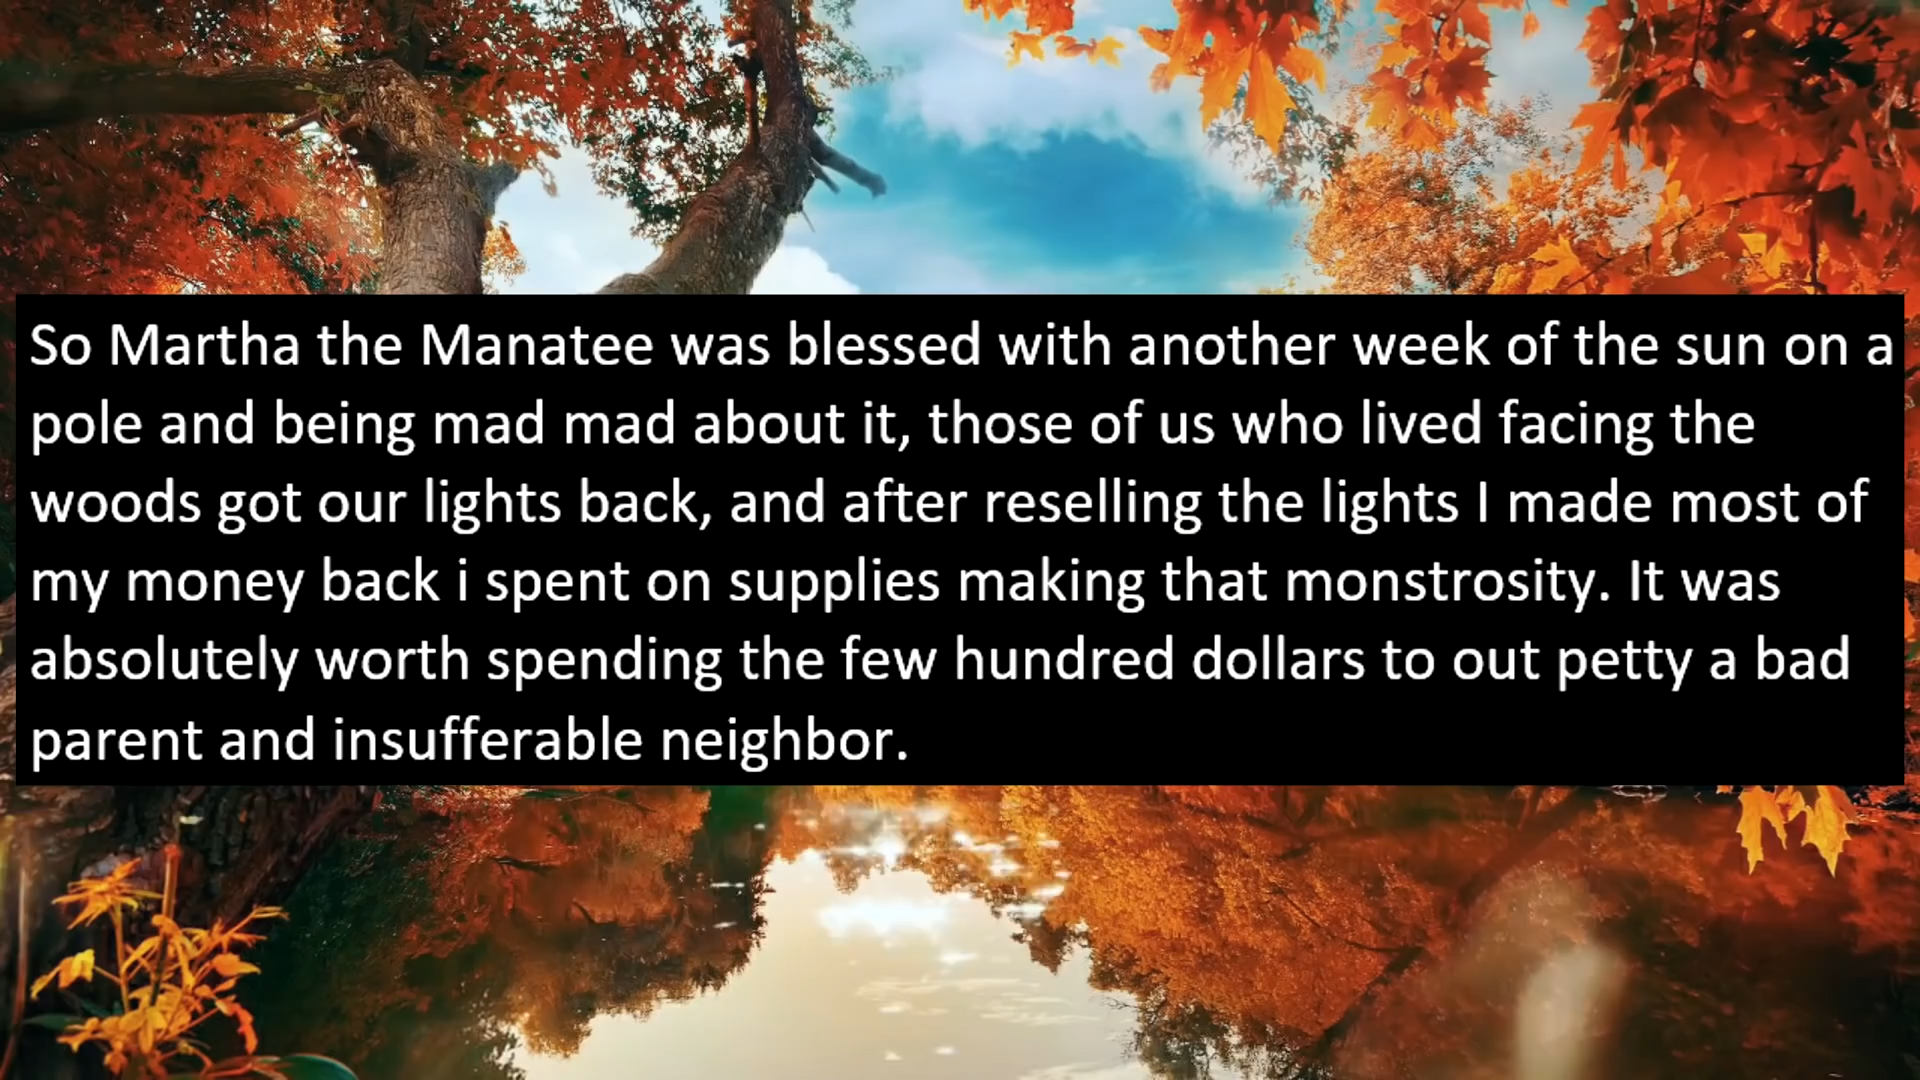 So Martha the Manatee was blessed with another week of the sun on a
pole and being mad mad about it, those of us who lived facing the
woods got our lights back, and after reselling the lights I made most of
my money back i spent on supplies making that monstrosity. It was
absolutely worth spending the few hundred dollars to out petty a bad
parent and insufferable neighbor.